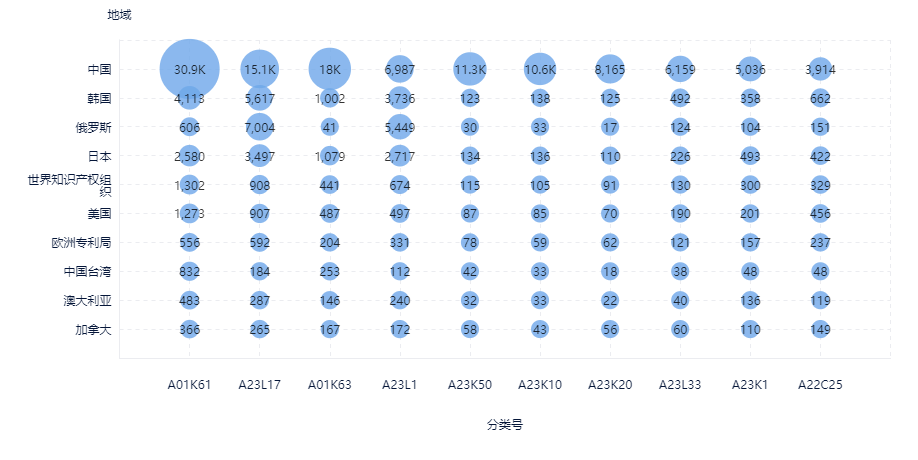 地域
中国 30.9K 15.1K 18K 6,987 11.3K 10.6K 8,165 6,159 5,036 3,914
韩国 4,113 5,617 1,002 3,736 123 138 125 492 358 662
俄罗斯 606 7,004 41 5,449 30 33 17 124 104 151
日本 2,580 3,497 1,079 2,717 134 136 110 226 493 422
世界知识产权组
织 1,302 908 441 674 115 105 91 130 300 329
美国 1,273 907 487 497 87 85 70 190 201 456
欧洲专利局 556 592 204 331 78 59 62 121 157 237
中国台湾 832 184 253 112 42 33 18 38 48 48
澳大利亚 483 287 146 240 32 33 22 40 136 119
加拿大 366 265 167 172 58 43 56 60 110 149
A01K61 A23L17 A01K63 A23L1 A23K50 A23K10 A23K20 A23L33 A23K1 A22C25
分类号